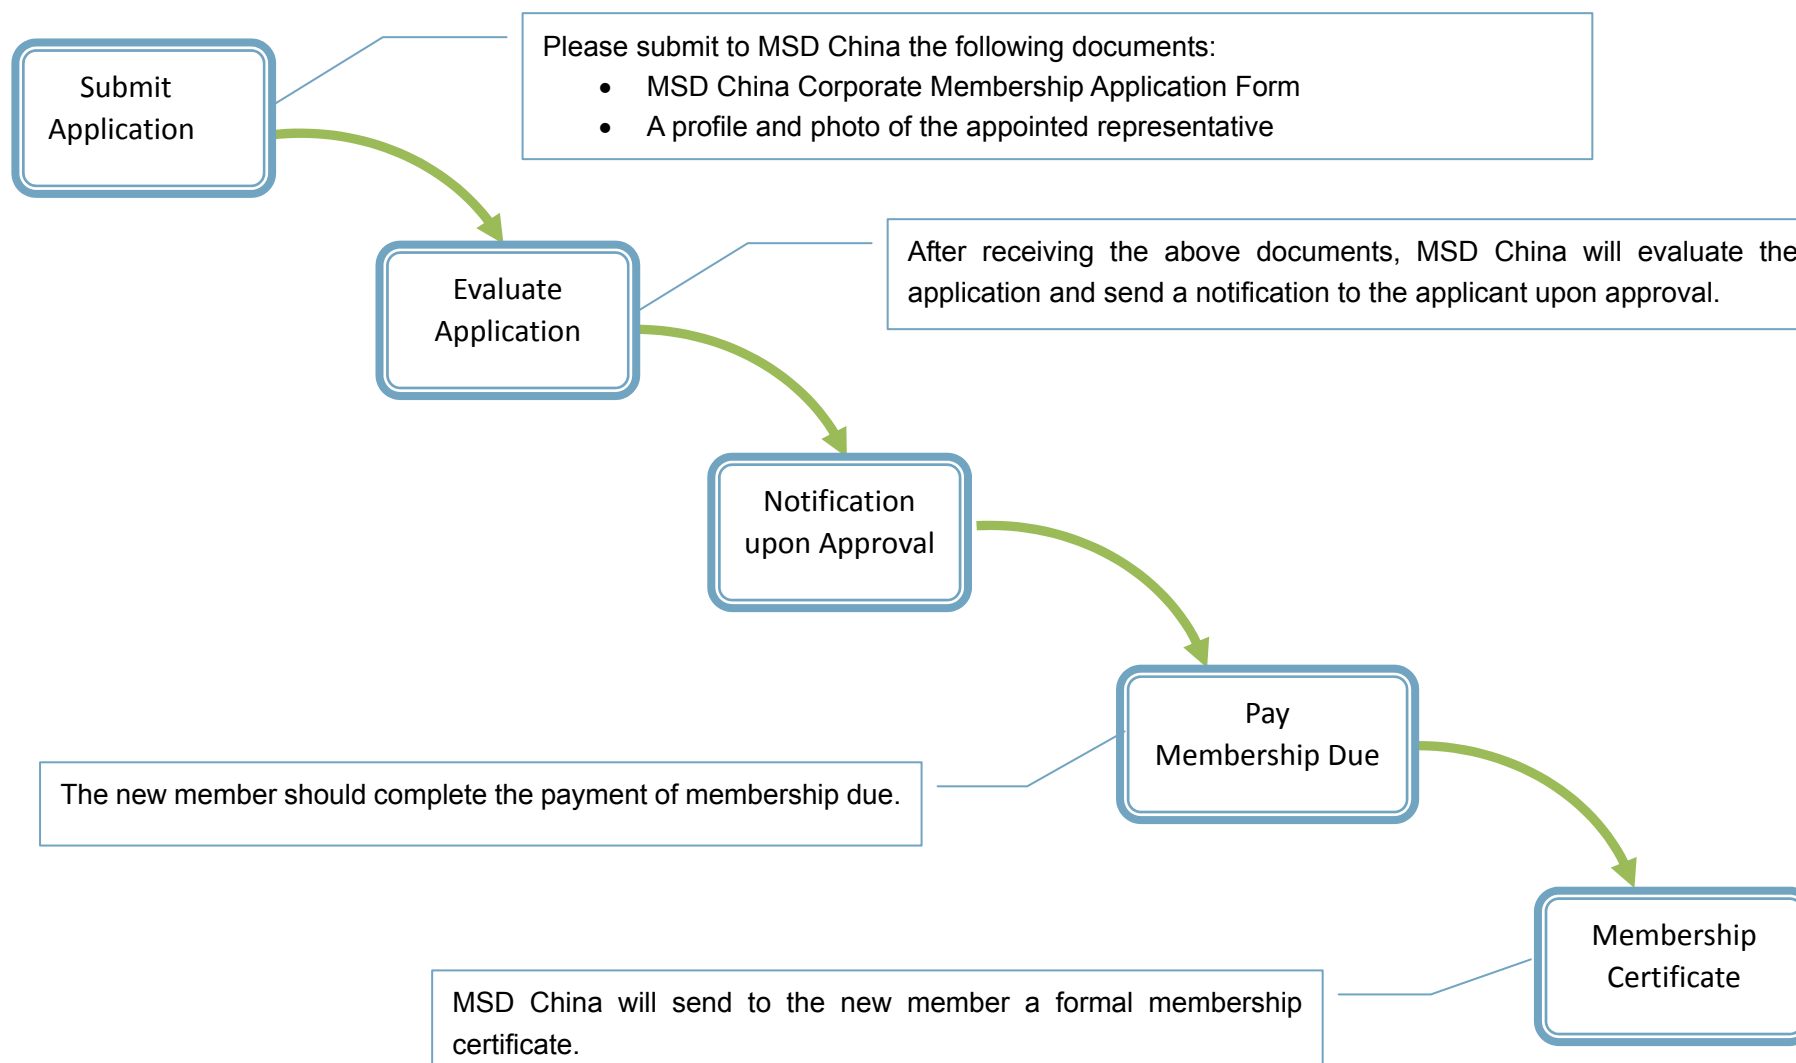 Submit
Application
Please submit to MSD China the following documents:
• MSD China Corporate Membership Application Form
• A profile and photo of the appointed representative
Evaluate
Application
After receiving the above documents, MSD China will evaluate the
application and send a notification to the applicant upon approval.
Notification
upon Approval
Pay
Membership Due
The new member should complete the payment of membership due.
Membership
Certificate
MSD China will send to the new member a formal membership
certificate.